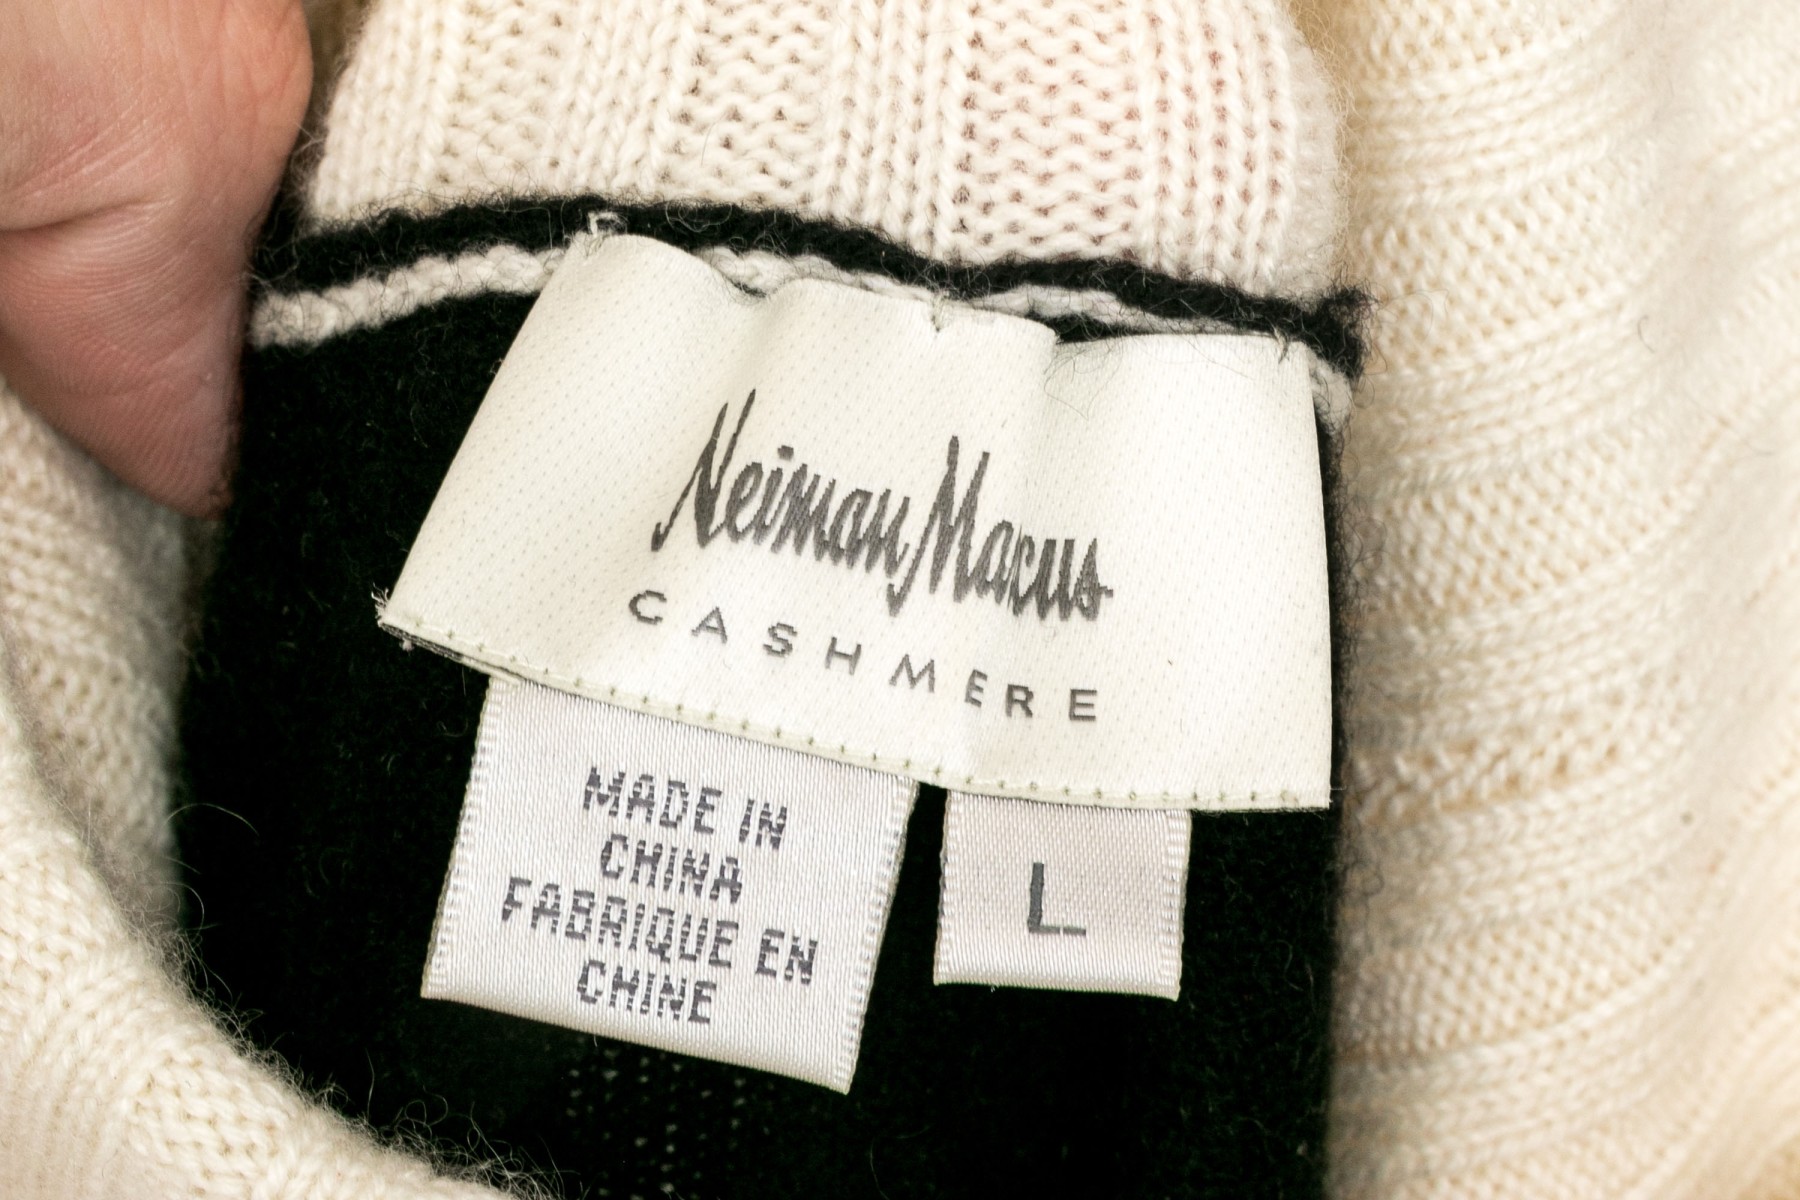 Neiman Marcus
CASHMERE
MADE IN
CHINA
FABRIQUE EN
CHINE
L